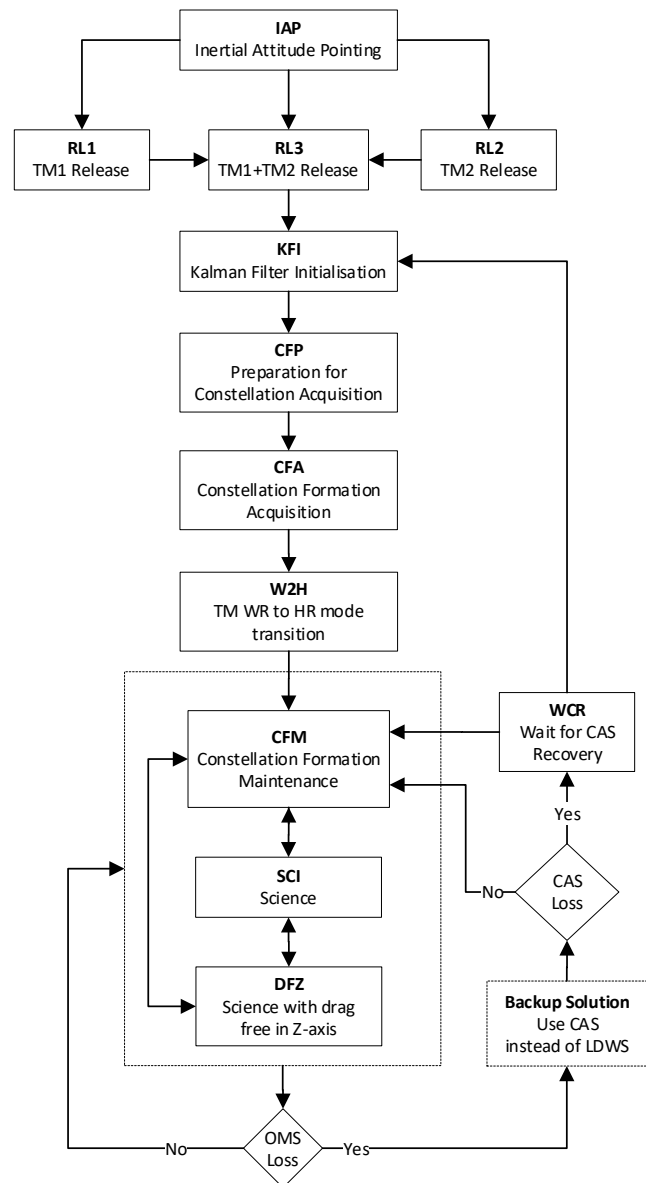 IAP
Inertial Attitude Pointing
RL1
TM1 Release
RL3
TM1+TM2 Release
RL2
TM2 Release
KFI
Kalman Filter Initialisation
CFP
Preparation for
Constellation Acquisition
CFA
Constellation Formation
Acquisition
W2H
TM WR to HR mode
transition
CFM
Constellation Formation
Maintenance
WCR
Wait for CAS
Recovery
Yes
SCI
Science
No
CAS
Loss
DFZ
Science with drag
free in Z-axis
Backup Solution
Use CAS
instead of LDWS
No
OMS
Loss
Yes